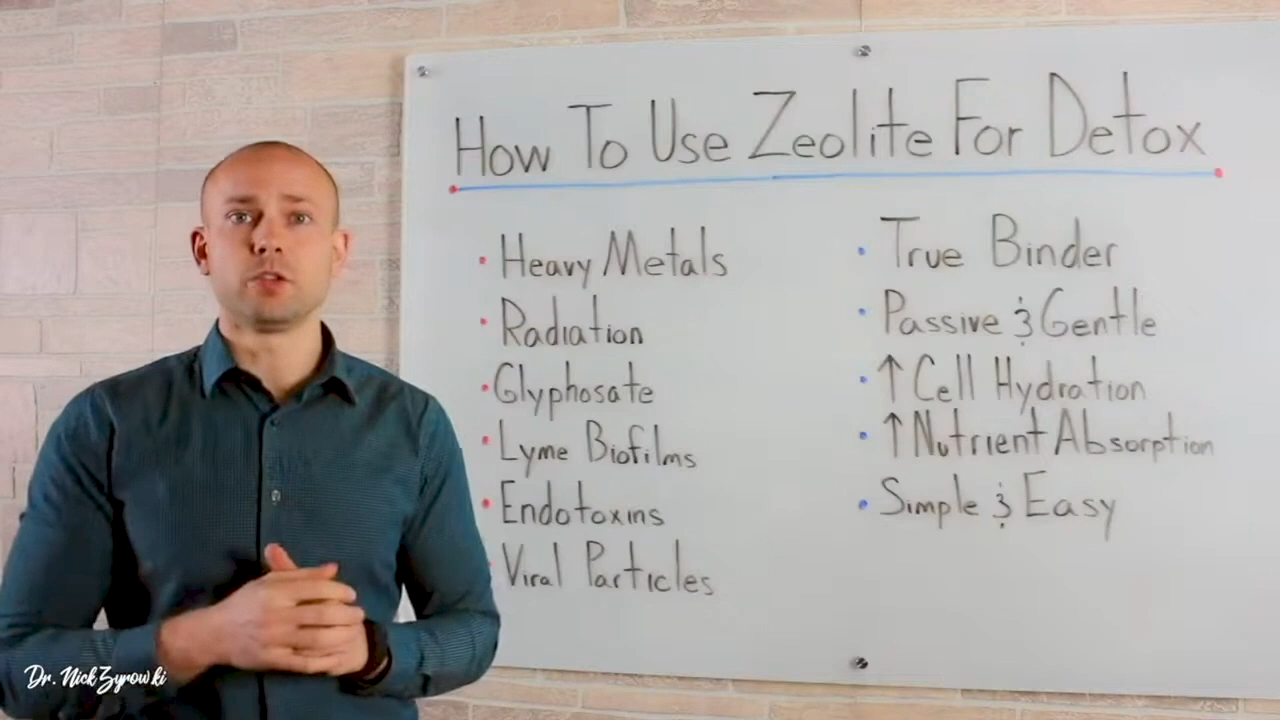 How To Use Zeolite For Detox
• Heavy Metals
• Radiation
• Glyphosate
• Lyme Biofilms
• Endotoxins
Viral Particles
• True Binder
• Passive & Gentle
• ↑ Cell Hydration
• ↑ Nutrient Absorption
• Simple & Easy
Dr. Nick Zyrowski